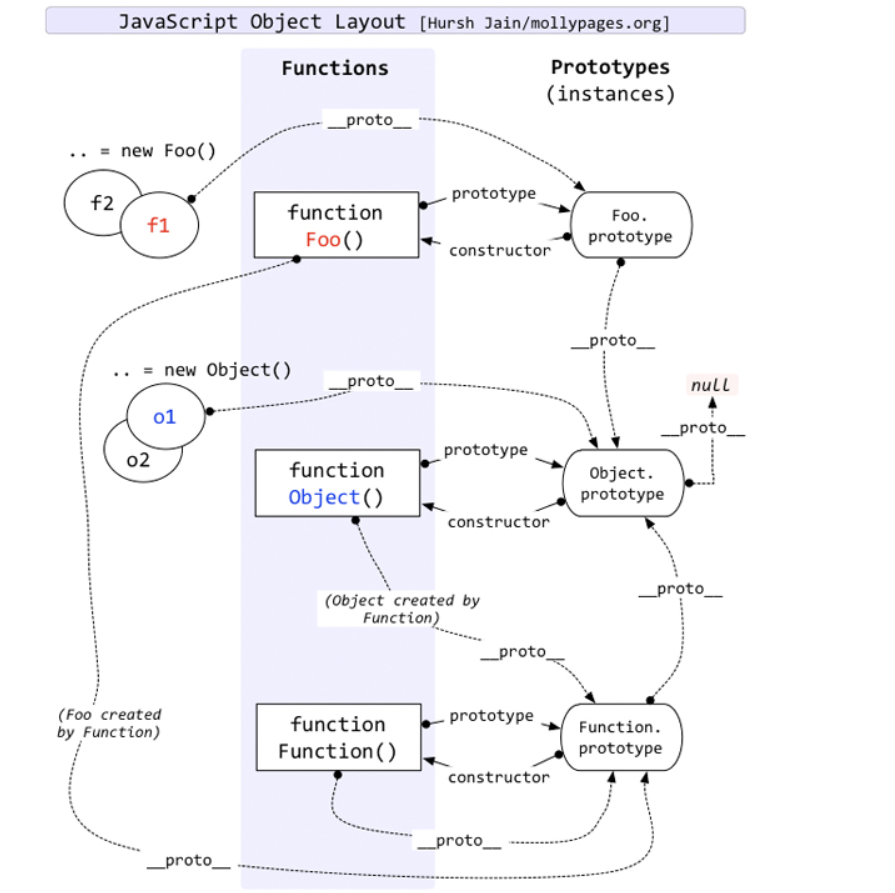 JavaScript Object Layout [Hursh Jain/mollypages.org]
Functions
Prototypes
(instances)
__proto__
.. = new Foo()
f2
f1
function
Foo()
prototype
constructor
Foo.
prototype
__proto__
null
.. = new Object()
__proto__
__proto__
o1
o2
function
Object()
prototype
constructor
Object.
prototype
(Object created by
Function)
__proto__
__proto__
(Foo created
by Function)
function
Function()
prototype
constructor
Function.
prototype
__proto__
__proto__